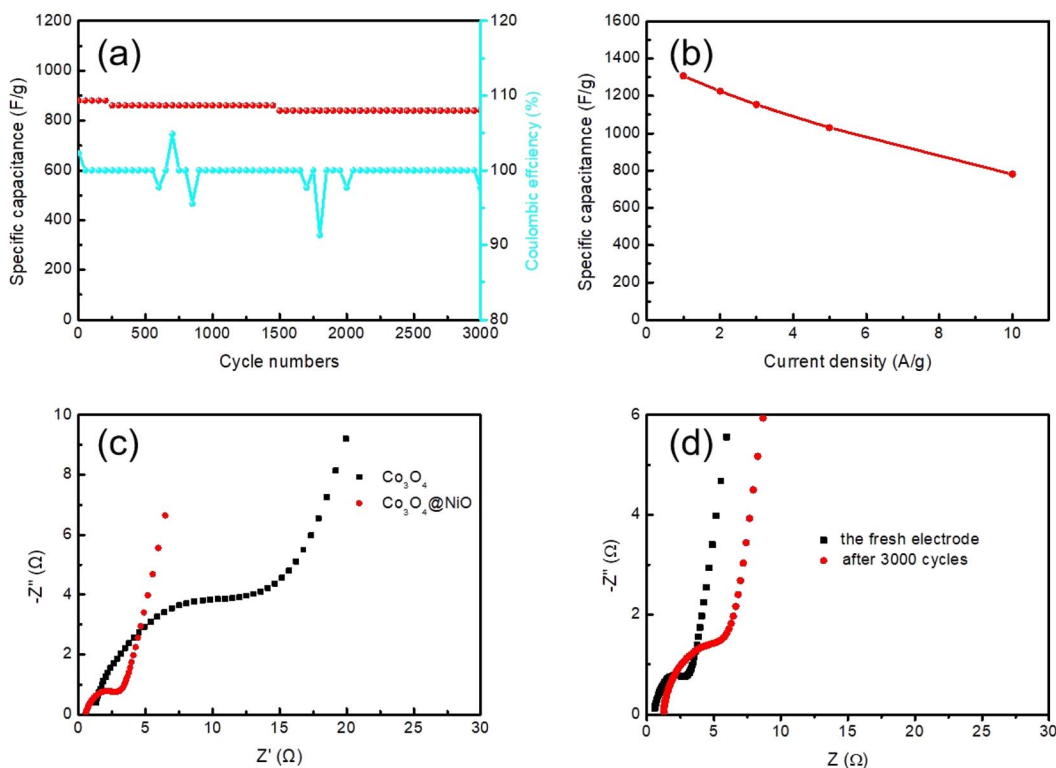 (a)
1200
1000
800
600
400
200
0
Specific capacitance (F/g)
120
110
100
90
80
Coulombic effciency (%)
0 500 1000 1500 2000 2500 3000
Cycle numbers
(b)
1600
1400
1200
1000
800
600
400
200
0
Specific capacitannce (F/g)
0 2 4 6 8 10
Current density (A/g)
(c)
10
8
6
4
2
0
-Z" (Ω)
Co₃O₄
Co₃O₄@NiO
0 5 10 15 20 25 30
Z' (Ω)
(d)
6
4
2
0
-Z" (Ω)
the fresh electrode
after 3000 cycles
0 5 10 15 20 25 30
Z (Ω)